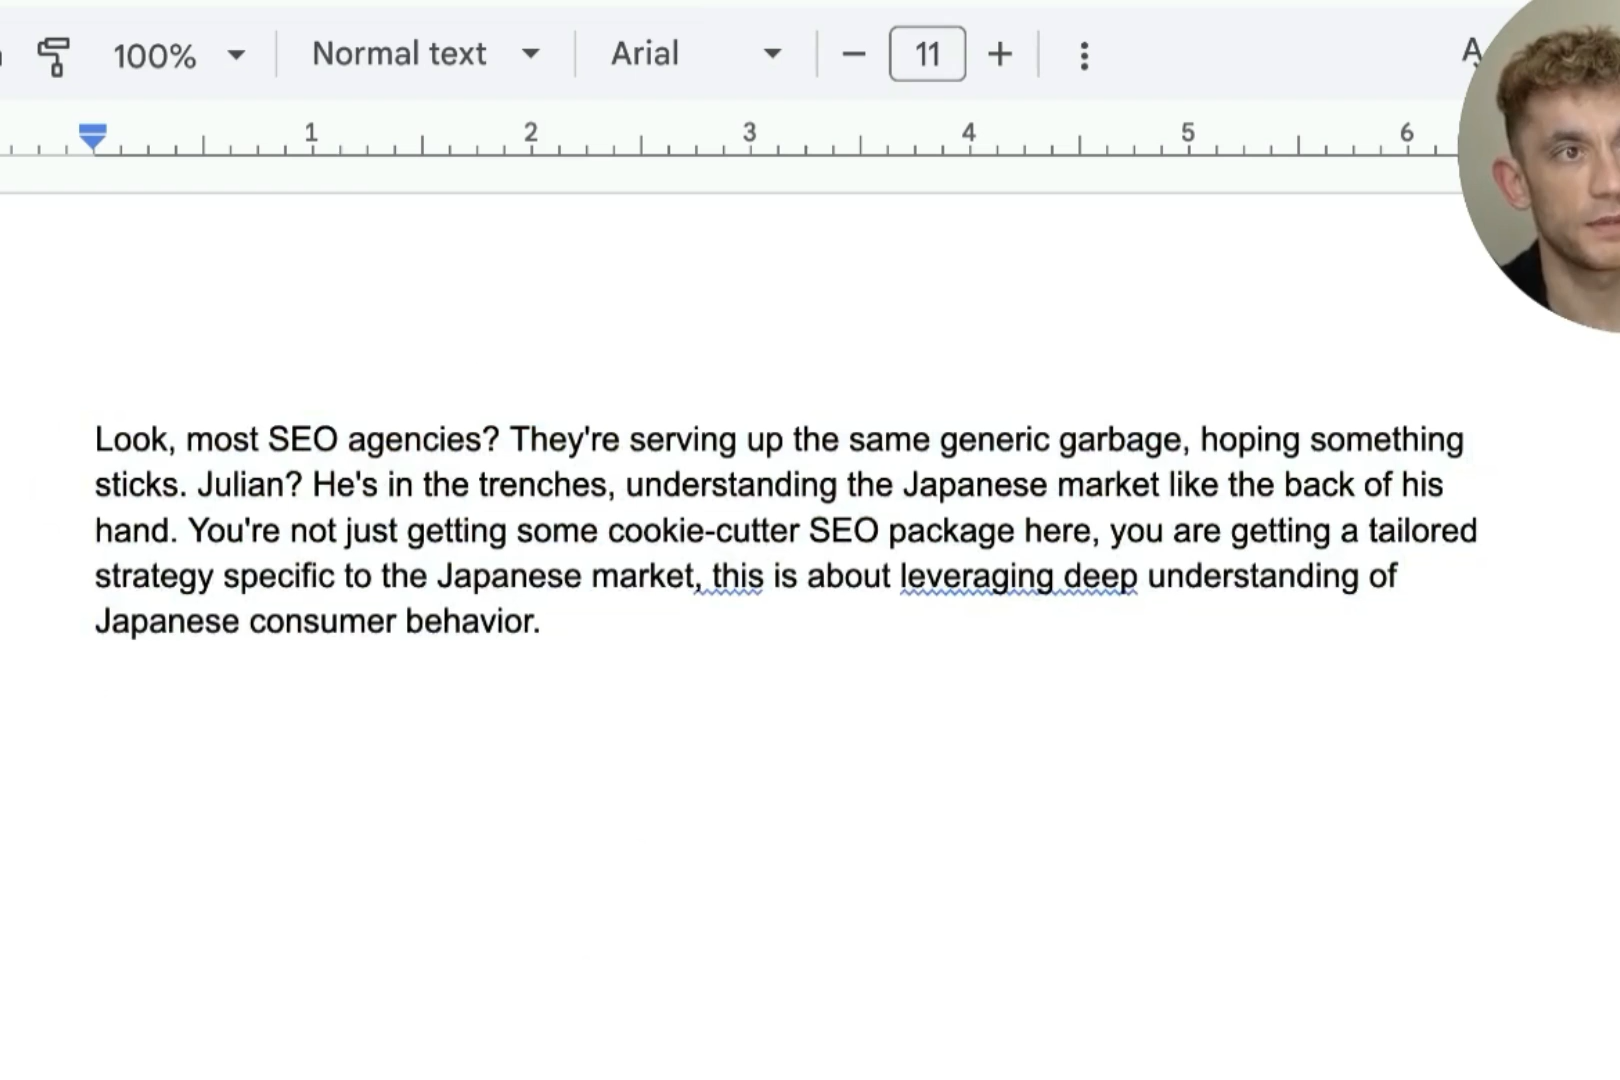 100% Normal text Arial 11
1 2 3 4 5 6
Look, most SEO agencies? They're serving up the same generic garbage, hoping something
sticks. Julian? He's in the trenches, understanding the Japanese market like the back of his
hand. You're not just getting some cookie-cutter SEO package here, you are getting a tailored
strategy specific to the Japanese market, this is about leveraging deep understanding of
Japanese consumer behavior.